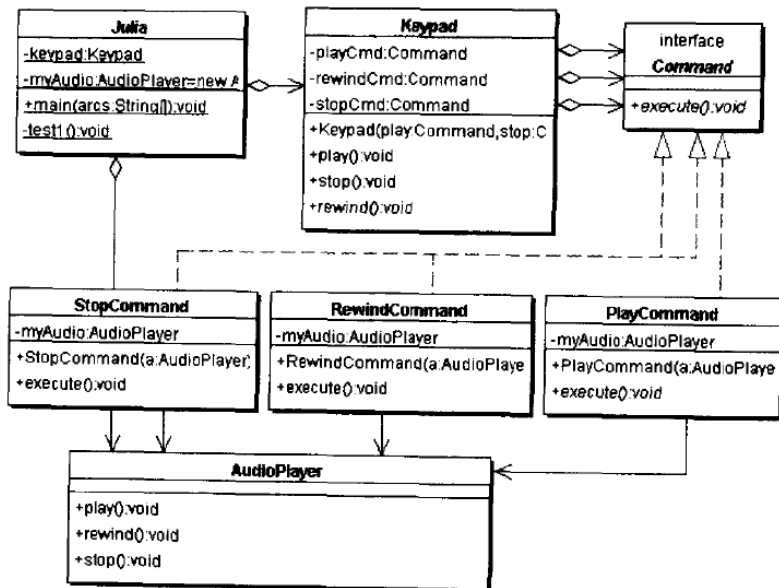 Julia
-keypad:Keypad
-myAudio:AudioPlayer=new A
+main(arcs:String[]):void
-test1():void
Keypad
-playCmd:Command
-rewindCmd:Command
-stopCmd:Command
+Keypad(play:Command,stop:C
+play():void
+stop():void
+rewind():void
interface
Command
+execute():void
StopCommand
-myAudio:AudioPlayer
+StopCommand(a:AudioPlayer)
+execute():void
RewindCommand
-myAudio:AudioPlayer
+RewindCommand(a:AudioPlaye
+execute():void
PlayCommand
-myAudio:AudioPlayer
+PlayCommand(a:AudioPlaye
+execute():void
AudioPlayer
+play():void
+rewind():void
+stop():void